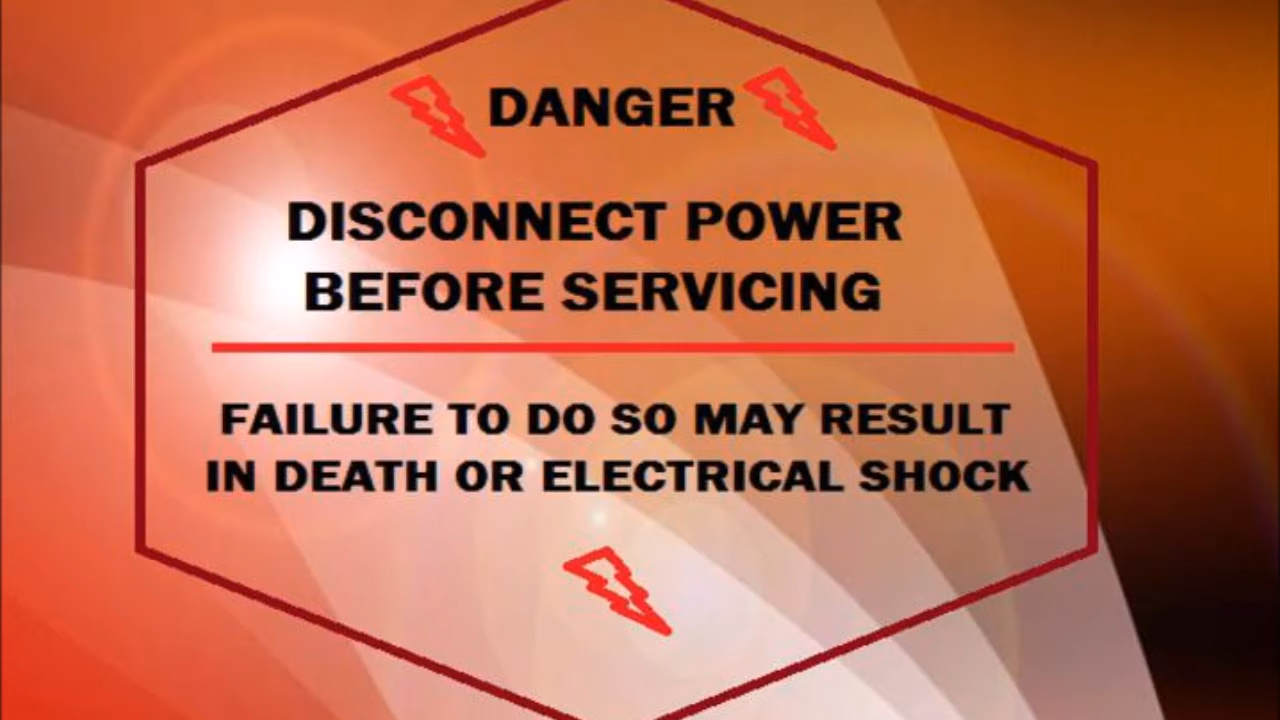 DANGER
DISCONNECT POWER
BEFORE SERVICING
FAILURE TO DO SO MAY RESULT
IN DEATH OR ELECTRICAL SHOCK